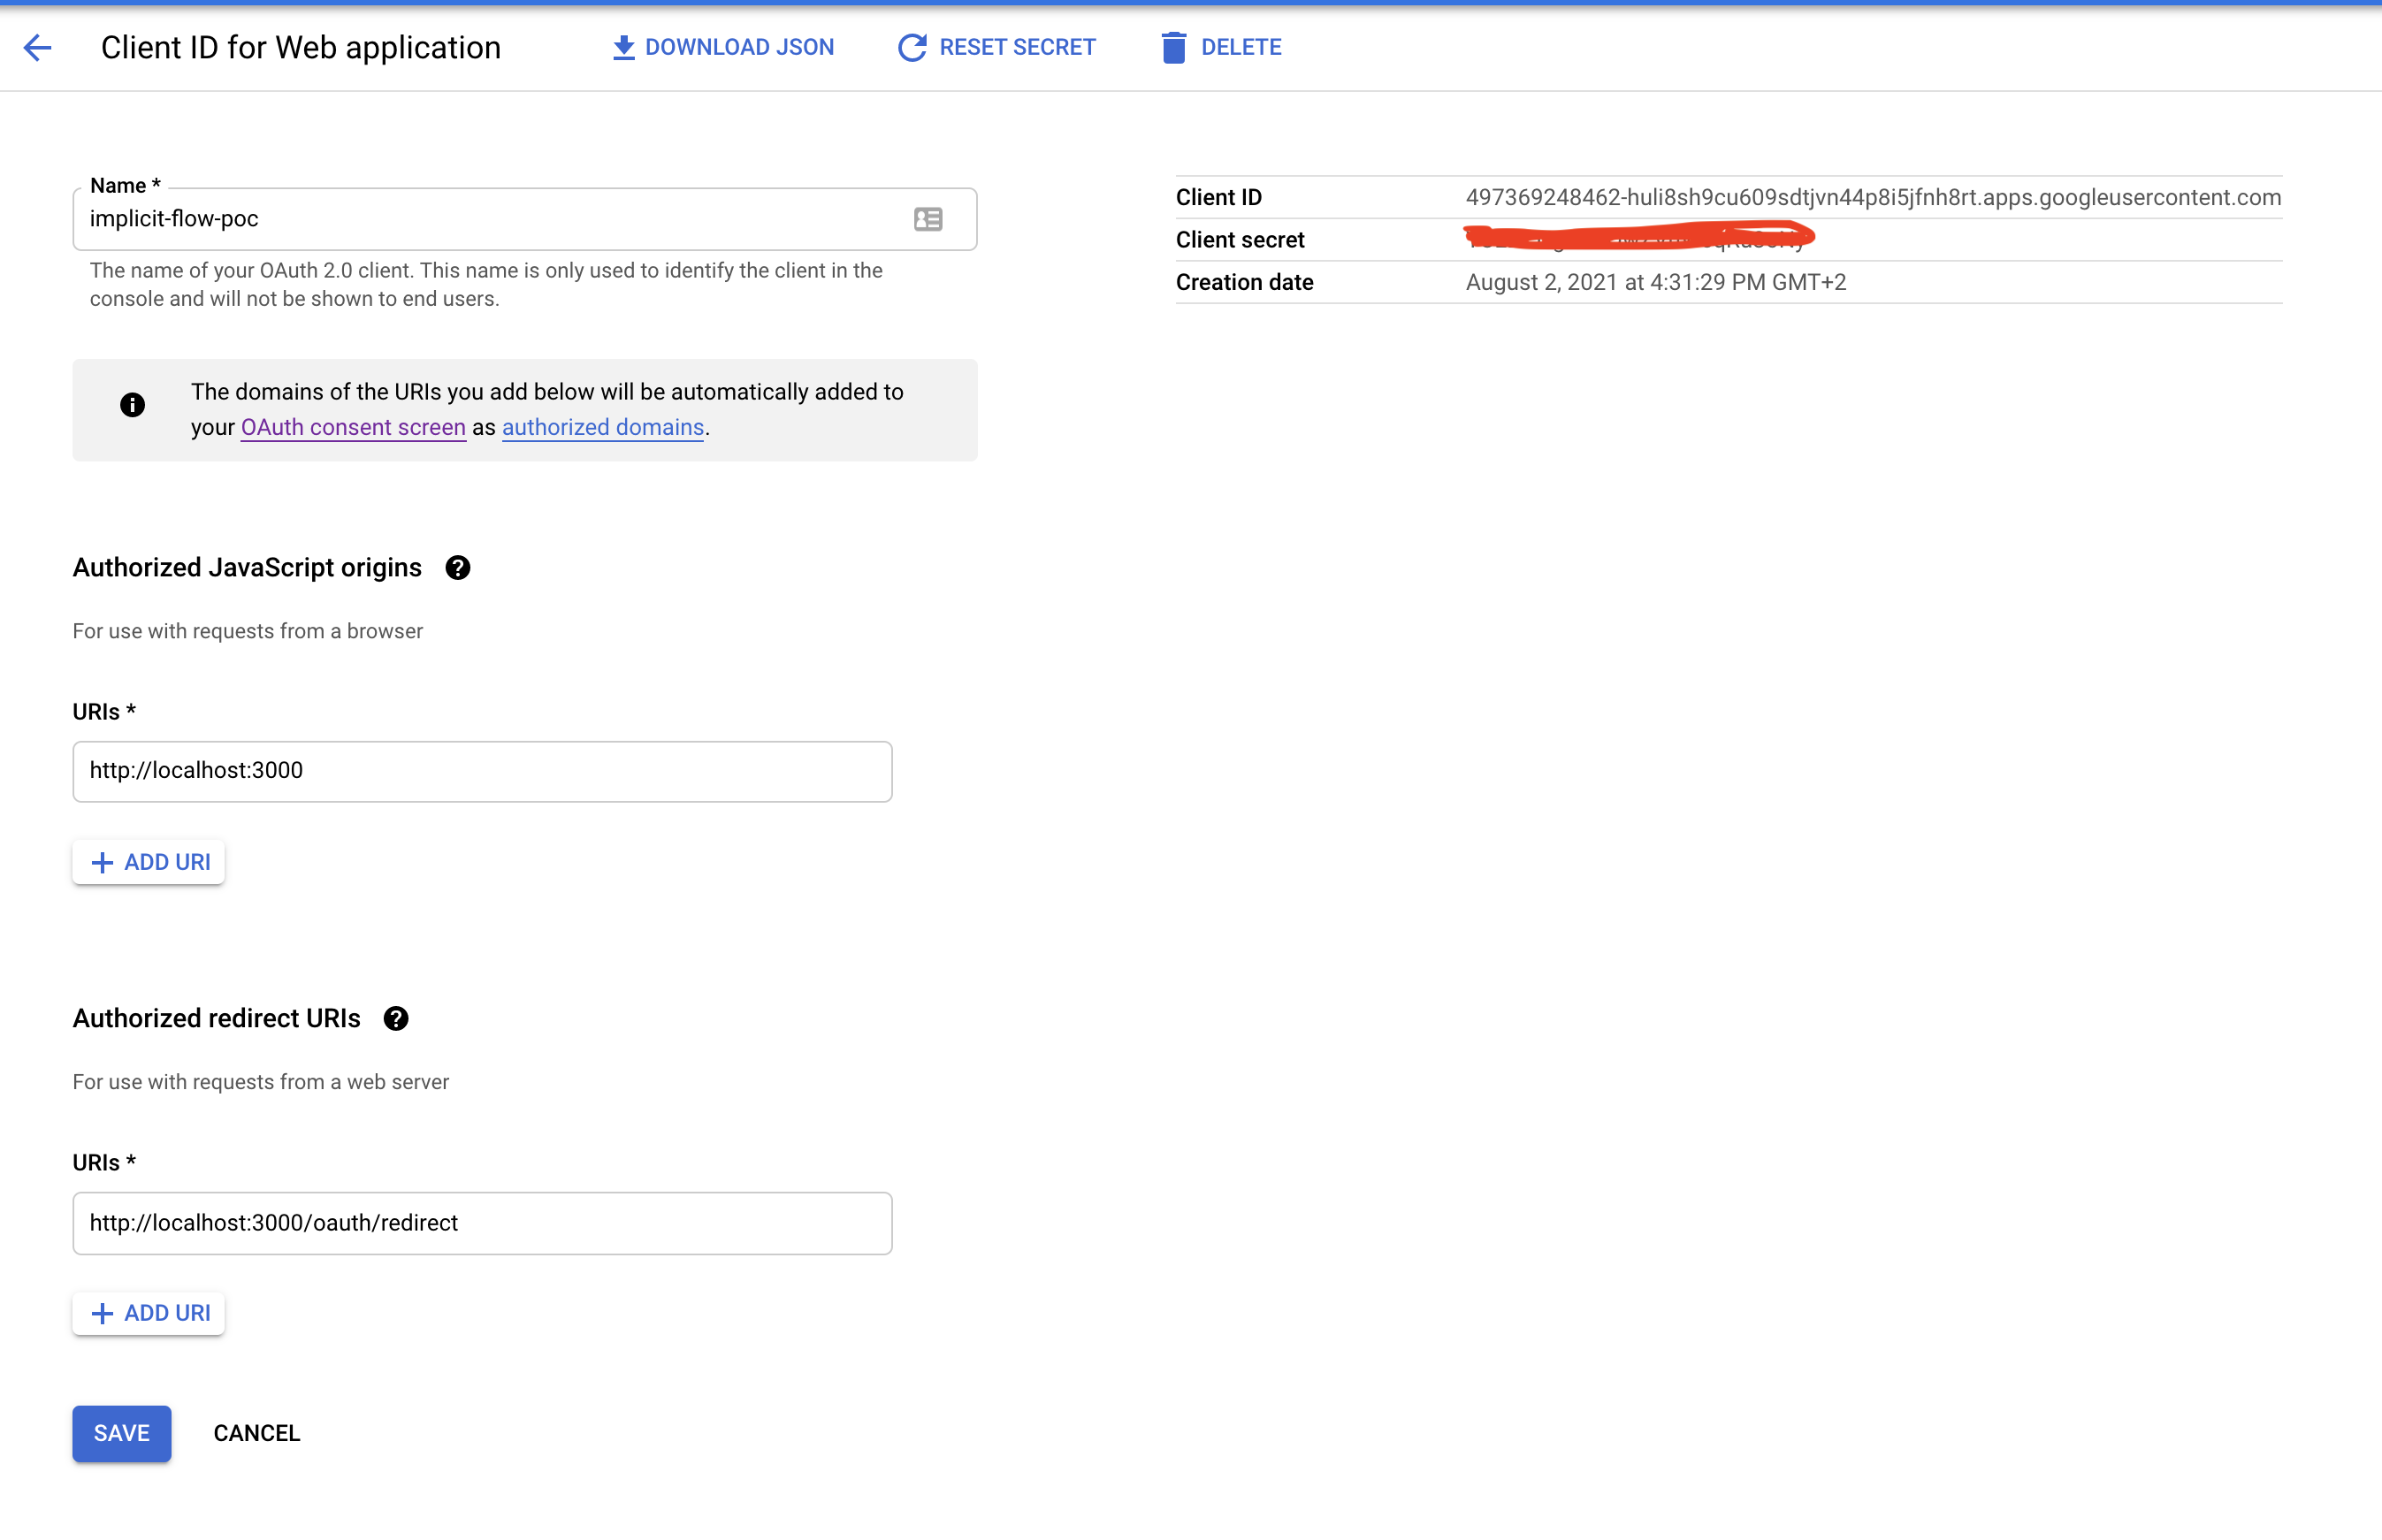 Client ID for Web application
DOWNLOAD JSON
RESET SECRET
DELETE
Name *
implicit-flow-poc
The name of your OAuth 2.0 client. This name is only used to identify the client in the
console and will not be shown to end users.
The domains of the URIs you add below will be automatically added to
your OAuth consent screen as authorized domains.
Authorized JavaScript origins
For use with requests from a browser
URIs *
http://localhost:3000
ADD URI
Authorized redirect URIs
For use with requests from a web server
URIs *
http://localhost:3000/oauth/redirect
ADD URI
SAVE
CANCEL
Client ID 497369248462-huli8sh9cu609sdtjvn44p8i5jfnh8rt.apps.googleusercontent.com
Client secret
Creation date August 2, 2021 at 4:31:29 PM GMT+2